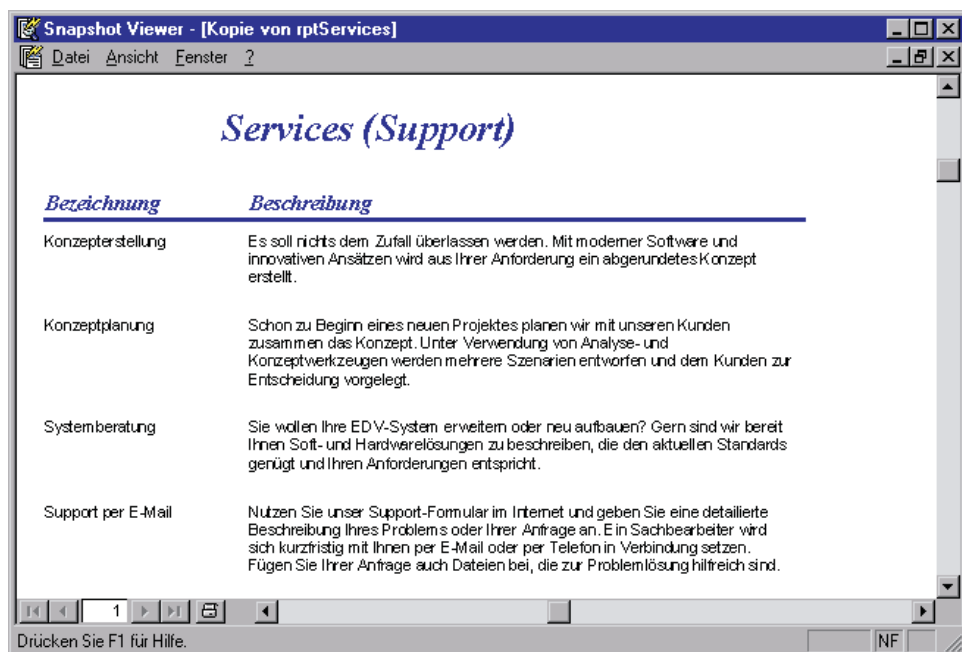 Snapshot Viewer - [Kopie von rptServices]
Datei Ansicht Fenster ?
Services (Support)
Bezeichnung Beschreibung
Konzepterstellung Es soll nichts dem Zufall überlassen werden. Mit moderner Software und
innovativen Ansätzen wird aus Ihrer Anforderung ein abgerundetes Konzept
erstellt.
Konzeptplanung Schon zu Beginn eines neuen Projektes planen wir mit unseren Kunden
zusammen das Konzept. Unter Verwendung von Analyse- und
Konzeptwerkzeugen werden mehrere Szenarien entworfen und dem Kunden zur
Entscheidung vorgelegt.
Systemberatung Sie wollen Ihre EDV-System erweitern oder neu aufbauen? Gern sind wir bereit
Ihnen Soft- und Hardwarelösungen zu beschreiben, die den aktuellen Standards
genügt und Ihren Anforderungen entspricht.
Support per E-Mail Nutzen Sie unser Support-Formular im Internet und geben Sie eine detailierte
Beschreibung Ihres Problems oder Ihrer Anfrage an. Ein Sachbearbeiter wird
sich kurzfristig mit Ihnen per E-Mail oder per Telefon in Verbindung setzen.
Fügen Sie Ihrer Anfrage auch Dateien bei, die zur Problemlösung hilfreich sind.
1
Drücken Sie F1 für Hilfe. NF